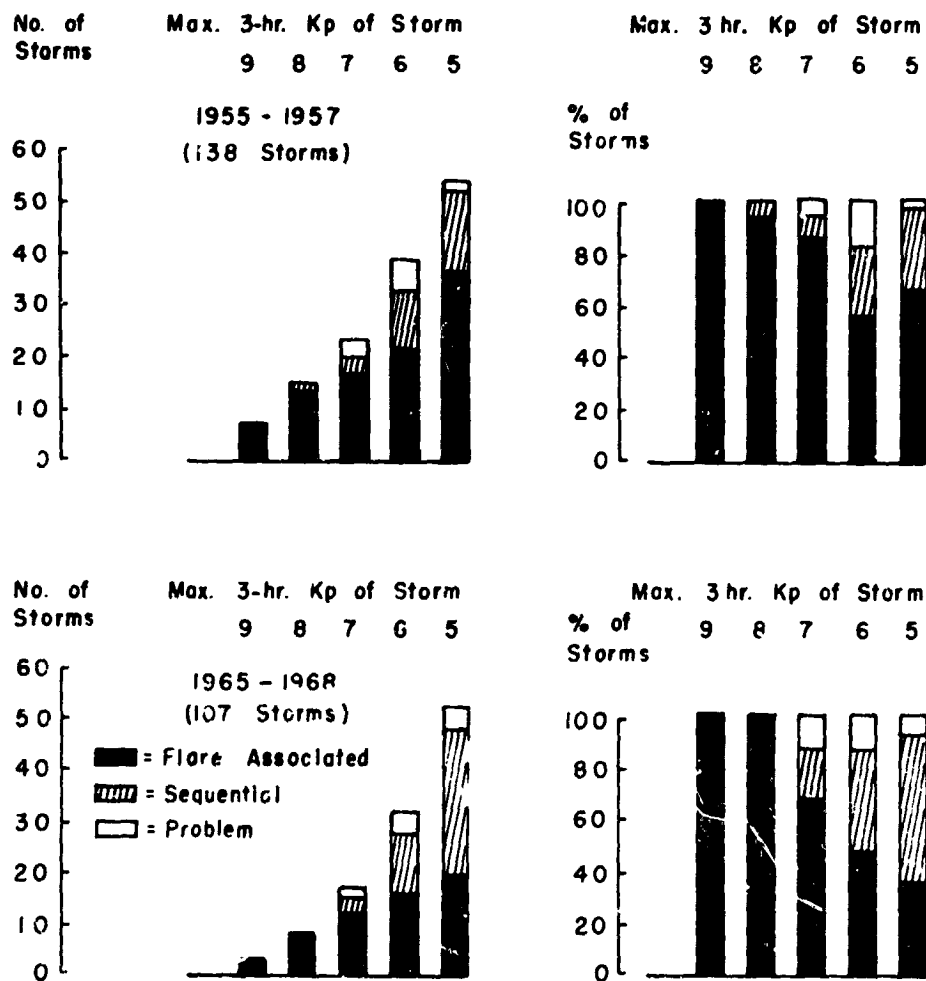 No. of Max. 3-hr. Kp of Storm
Storms
9 8 7 6 5
1955 - 1957
(138 Storms)
60
50
40
30
20
10
0
Max. 3 hr. Kp of Storm
9 8 7 6 5
% of
Storms
100
80
60
40
20
0
No. of Max. 3-hr. Kp of Storm
Storms
9 8 7 6 5
1965 - 1968
(107 Storms)
60
50
40
30
20
10
0
= Flare Associated
= Sequential
= Problem
Max. 3 hr. Kp of Storm
% of
Storms
9 8 7 6 5
100
80
60
40
20
0